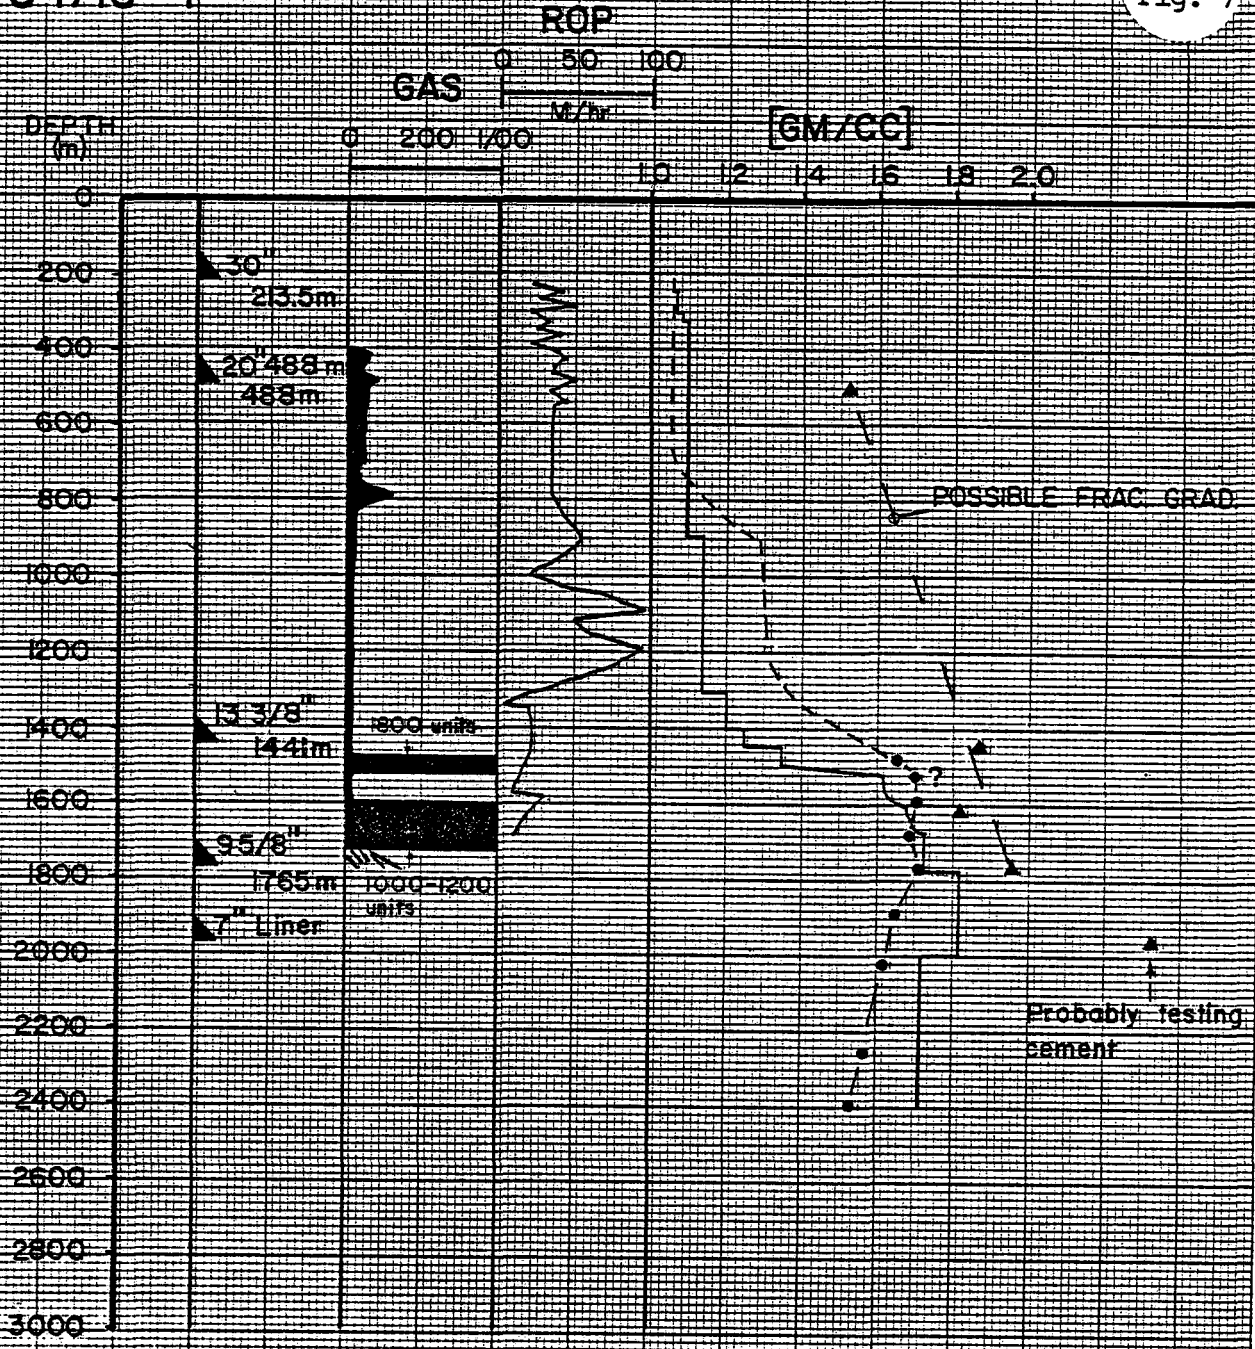 ROP
0 50 100
GAS
M/hr
DEPTH
(m)
0 200 1/00
[GM/CC]
1.0 1.2 1.4 1.6 1.8 2.0
0
200
30"
213.5m
400
20" 488 m
488m
600
800
POSSIBLE FRAC. GRAD.
1000
1200
13 3/8"
1400
1441m
1800 units
?
1600
9 5/8"
1800
1765 m
1000-1200
units
7" Liner
2000
Probably testing
cement
2200
2400
2600
2800
3000